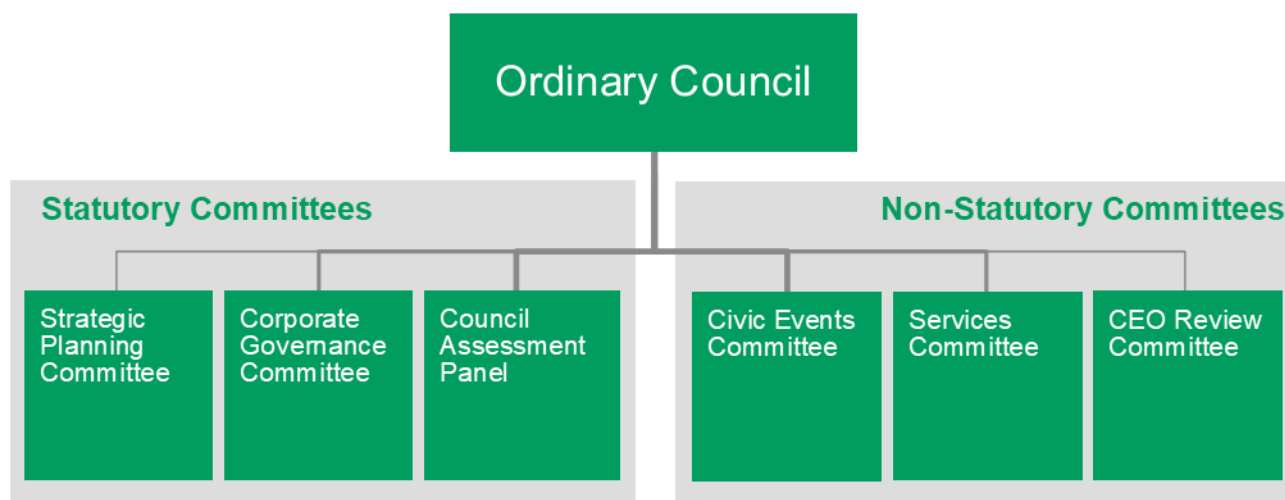 Ordinary Council
Statutory Committees
Strategic
Planning
Committee
Corporate
Governance
Committee
Council
Assessment
Panel
Non-Statutory Committees
Civic Events
Committee
Services
Committee
CEO Review
Committee